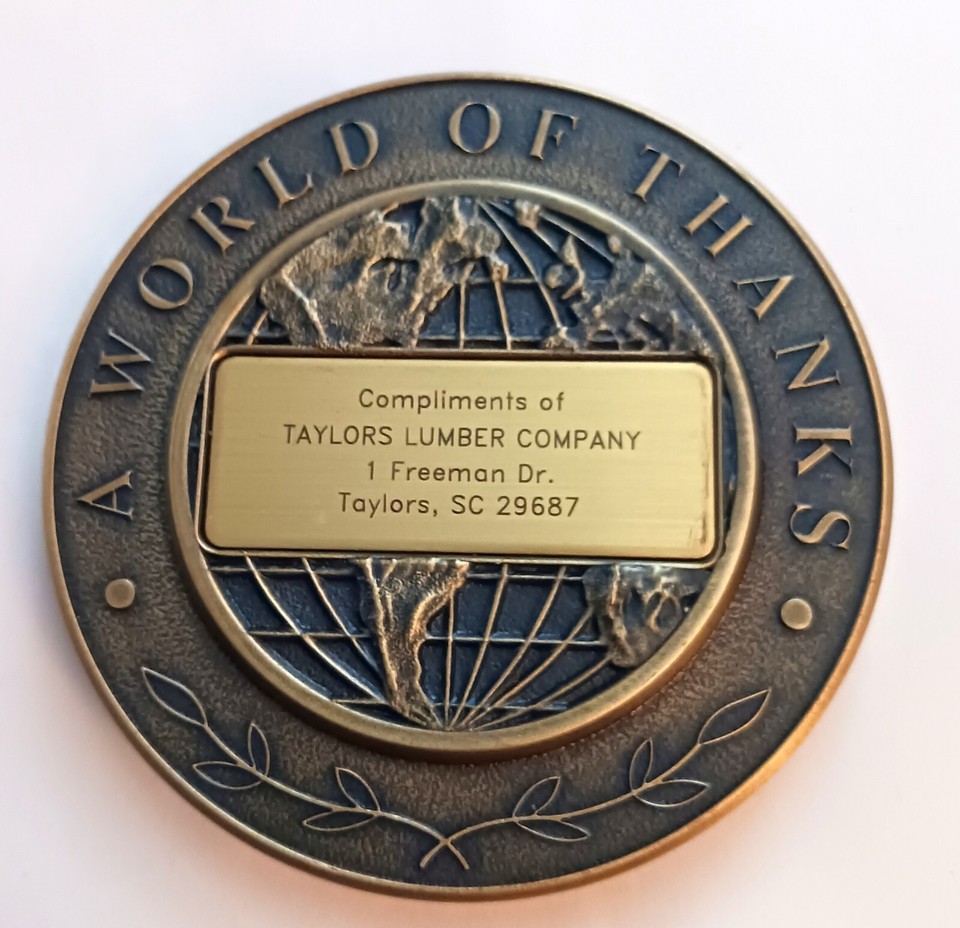 A WORLD OF THANKS
Compliments of
TAYLORS LUMBER COMPANY
1 Freeman Dr.
Taylors, SC 29687